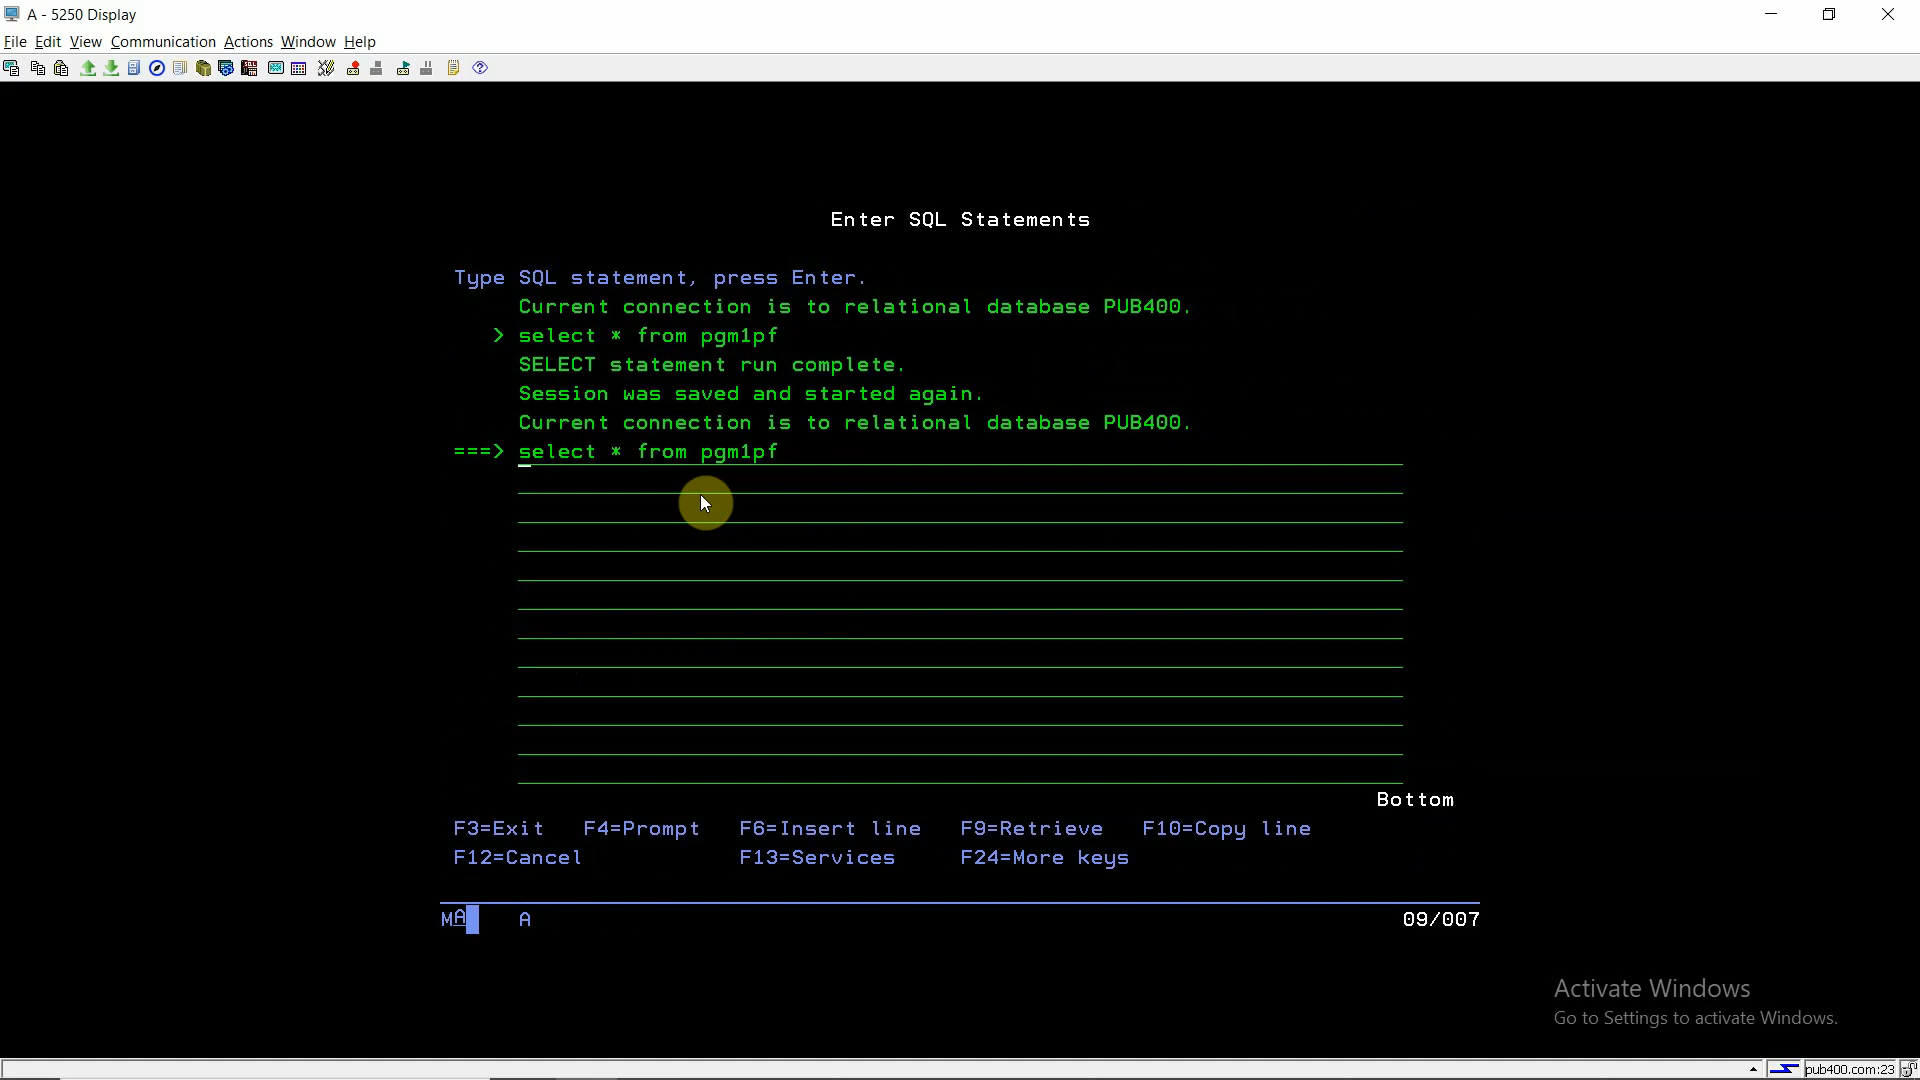 A - 5250 Display
File Edit View Communication Actions Window Help
Enter SQL Statements
Type SQL statement, press Enter.
Current connection is to relational database PUB400.
> select * from pgm1pf
SELECT statement run complete.
Session was saved and started again.
Current connection is to relational database PUB400.
===> select * from pgm1pf
Bottom
F3=Exit F4=Prompt F6=Insert line F9=Retrieve F10=Copy line
F12=Cancel F13=Services F24=More keys
MA A 09/007
Activate Windows
Go to Settings to activate Windows.
pub400.com:23